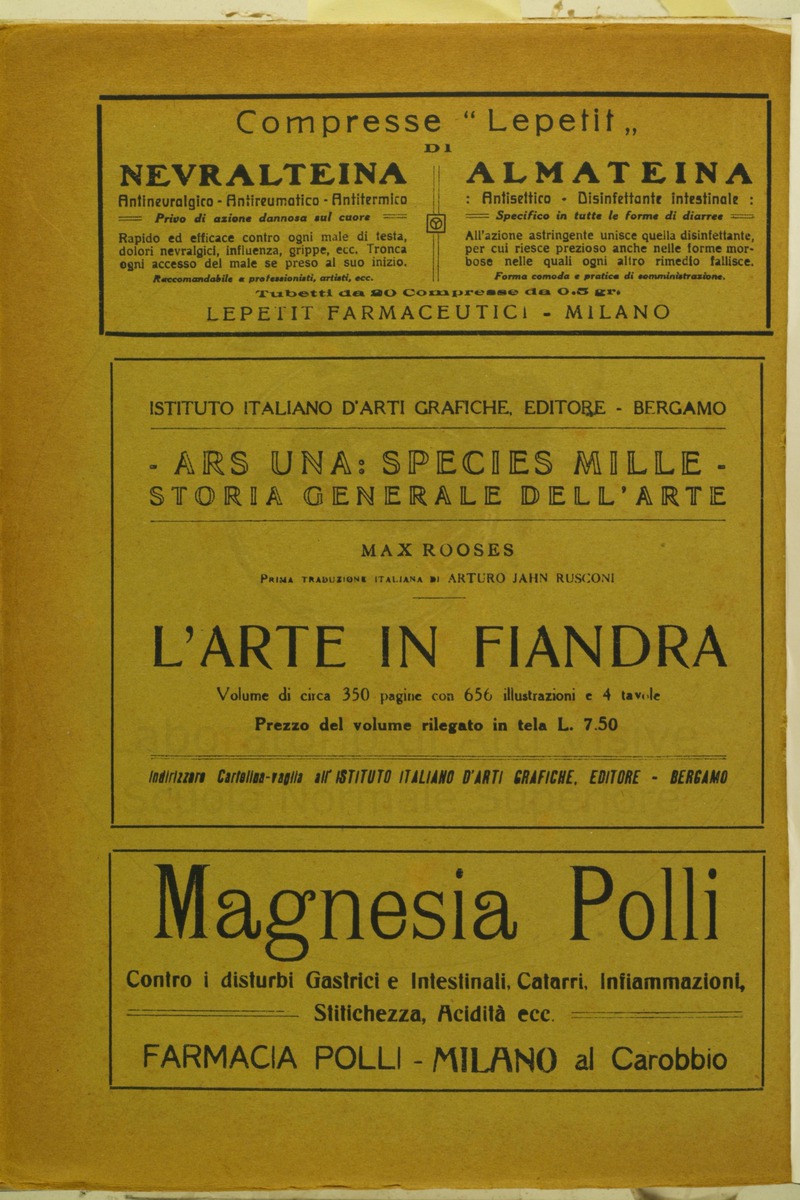 Compresse “ Lepetit „
DI
NEVRALTEINA
Antineuralgico - Antireumatico - Antitermico
Privo di azione dannosa sul cuore
Rapido ed efficace contro ogni male di testa,
dolori nevralgici, influenza, grippe, ecc. Tronca
ogni accesso del male se preso al suo inizio.
Raccomandabile a professionisti, artisti, ecc.
ALMATEINA
: Antisettico - Disinfettante Intestinale :
Specifico in tutte le forme di diarree
All'azione astringente unisce quella disinfettante,
per cui riesce prezioso anche nelle forme mor-
bose nelle quali ogni altro rimedio fallisce.
Forma comoda e pratica di somministrazione.
Tubetti da 20 Compresse da 0.5 gr.
LEPETIT FARMACEUTICI - MILANO
ISTITUTO ITALIANO D'ARTI GRAFICHE, EDITORE - BERGAMO
- ARS UNA: SPECIES MILLE -
STORIA GENERALE DELL'ARTE
MAX ROOSES
PRIMA TRADUZIONE ITALIANA DI ARTURO JAHN RUSCONI
L'ARTE IN FIANDRA
Volume di circa 350 pagine con 656 illustrazioni e 4 tavole
Prezzo del volume rilegato in tela L. 7.50
Indirizzare Cartolina-vaglia all'ISTITUTO ITALIANO D'ARTI GRAFICHE, EDITORE - BERGAMO
Magnesia Polli
Contro i disturbi Gastrici e Intestinali, Catarri, Infiammazioni,
Stitichezza, Acidità ecc.
FARMACIA POLLI - MILANO al Carobbio